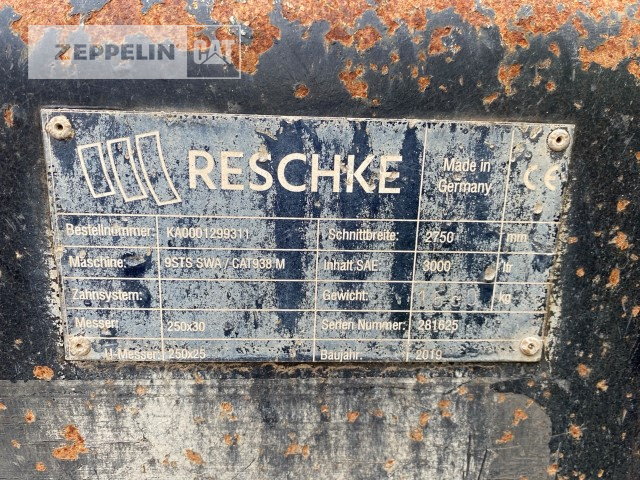 ZEPPELIN CAT
RESCHKE
Made in
Germany
CE
Bestellnummer: KA0001299311 Schnittbreite: 2750 mm
Maschine: 9STS SWA / CAT938 M Inhalt SAE: 3000 ltr
Zahnsystem: Gewicht: kg
Messer: 250x30 Serien Nummer: 281625
U-Messer: 250x25 Baujahr: 2019